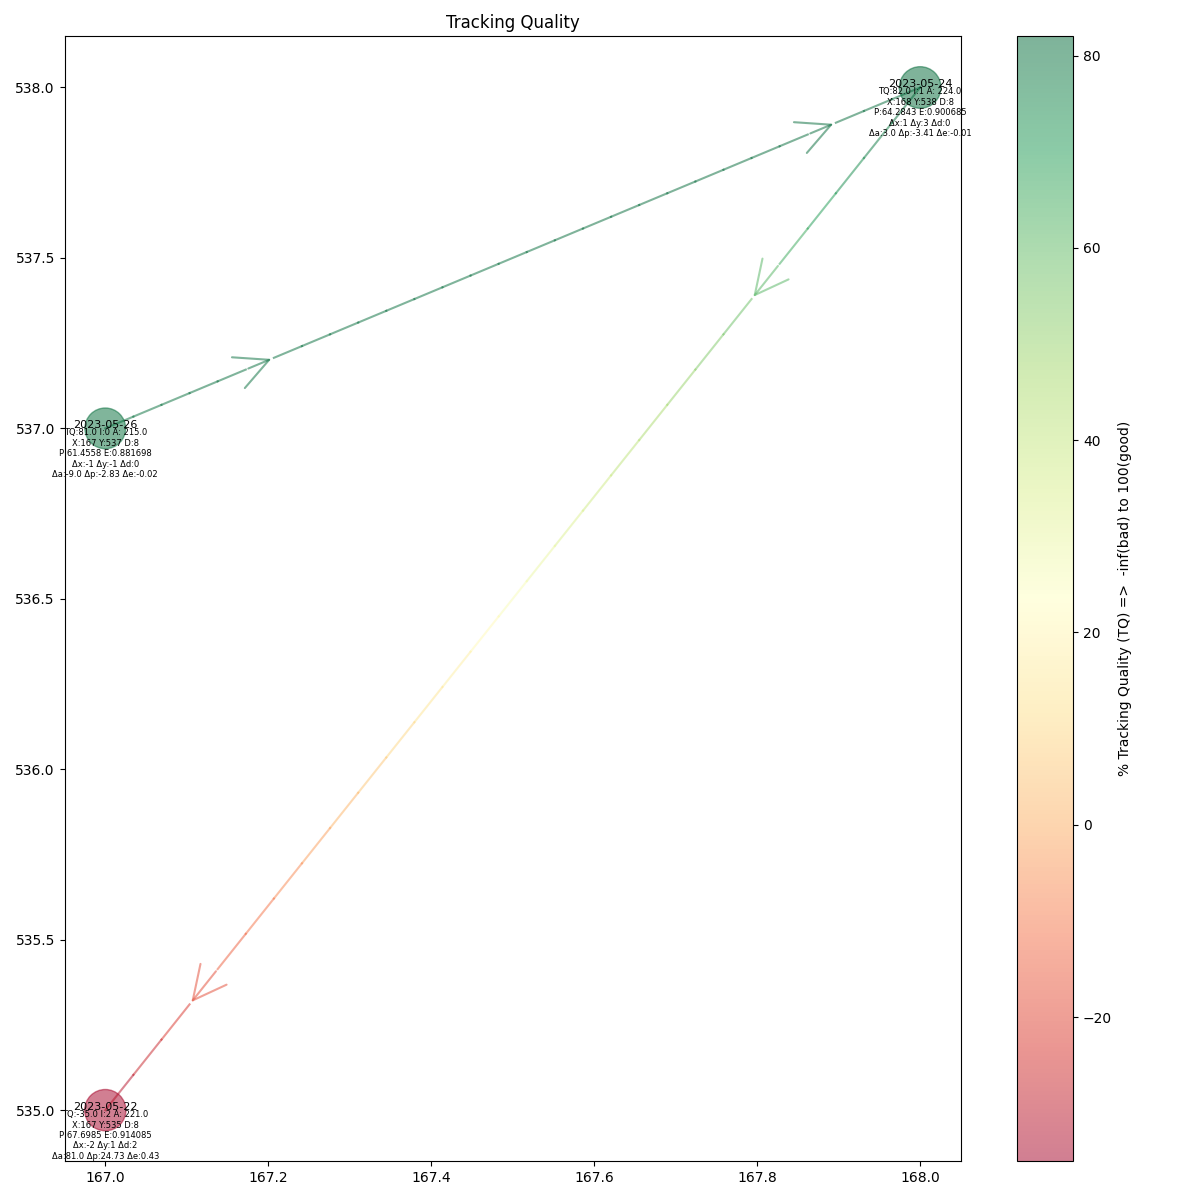 Tracking Quality
538.0
537.5
537.0
536.5
536.0
535.5
535.0
167.0
167.2
167.4
167.6
167.8
168.0
2023-05-24
TQ:82.0 I:1 A: 224.0
X:168 Y:538 D:8
P:64.2843 E:0.900685
Δx:1 Δy:3 Δd:0
Δa:3.0 Δp:-3.41 Δe:-0.01
2023-05-26
TQ:81.0 I:0 A: 215.0
X:167 Y:537 D:8
P:61.4558 E:0.881698
Δx:-1 Δy:-1 Δd:0
Δa:-9.0 Δp:-2.83 Δe:-0.02
2023-05-22
TQ:-35.0 I:2 A: 221.0
X:167 Y:535 D:8
P:67.6985 E:0.914085
Δx:-2 Δy:1 Δd:2
Δa:81.0 Δp:24.73 Δe:0.43
80
60
40
20
0
−20
% Tracking Quality (TQ) => -inf(bad) to 100(good)